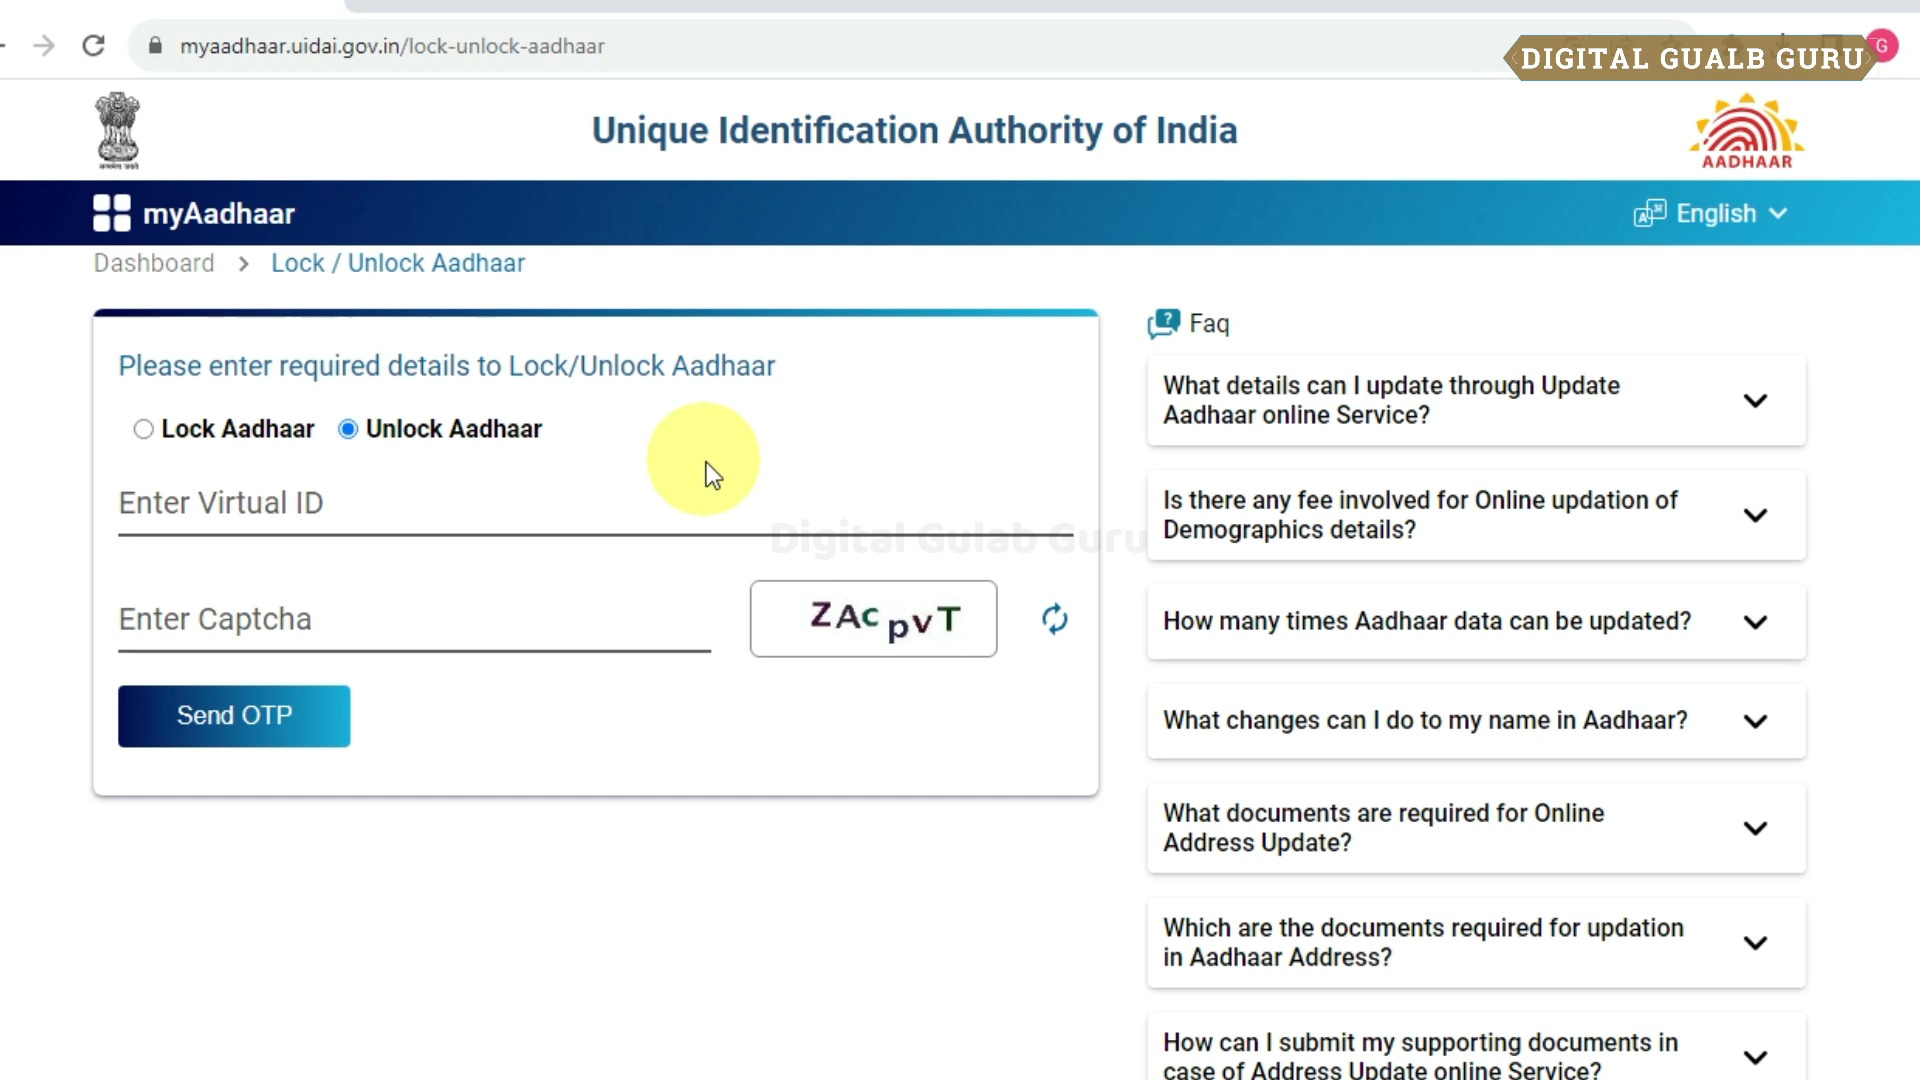 myaadhaar.uidai.gov.in/lock-unlock-aadhaar
G
DIGITAL GUALB GURU
Unique Identification Authority of India
AADHAAR
myAadhaar
English
Dashboard > Lock / Unlock Aadhaar
Please enter required details to Lock/Unlock Aadhaar
Lock Aadhaar Unlock Aadhaar
Enter Virtual ID
Digital Gulab Guru
Enter Captcha
ZAcpvT
Send OTP
Faq
What details can I update through Update
Aadhaar online Service?
Is there any fee involved for Online updation of
Demographics details?
How many times Aadhaar data can be updated?
What changes can I do to my name in Aadhaar?
What documents are required for Online
Address Update?
Which are the documents required for updation
in Aadhaar Address?
How can I submit my supporting documents in
case of Address Update online Service?